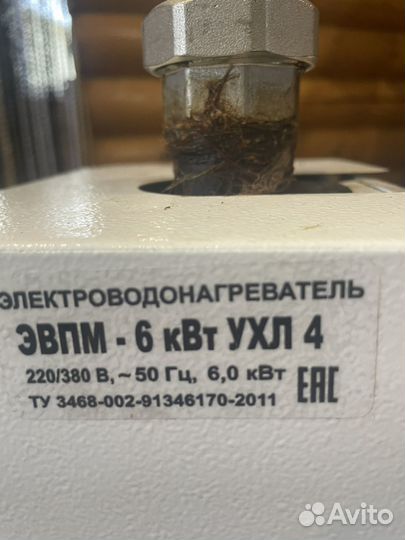 ЭЛЕКТРОВОДОНАГРЕВАТЕЛЬ
ЭВПМ - 6 кВт УХЛ 4
220/380 В, ~ 50 Гц, 6,0 кВт
ТУ 3468-002-91346170-2011
EAC
Avito